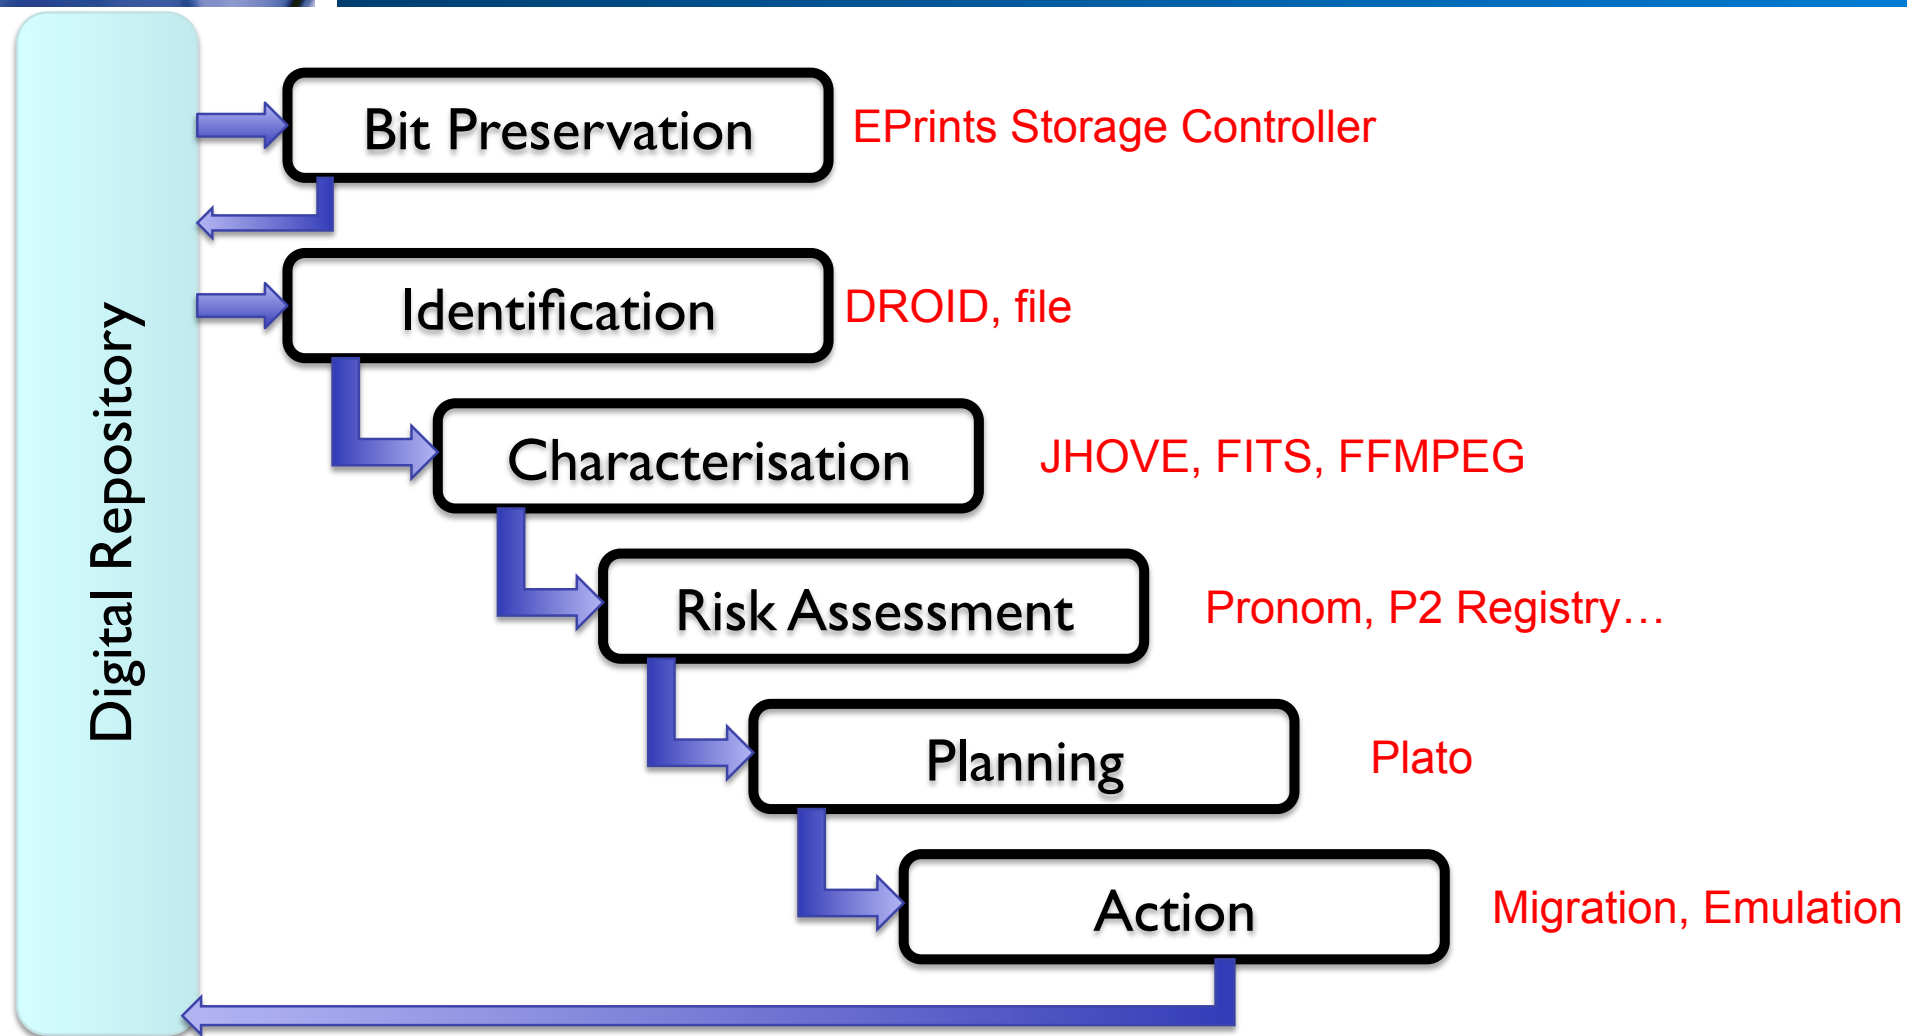 Digital Repository
Bit Preservation
EPrints Storage Controller
Identification
DROID, file
Characterisation
JHOVE, FITS, FFMPEG
Risk Assessment
Pronom, P2 Registry…
Planning
Plato
Action
Migration, Emulation